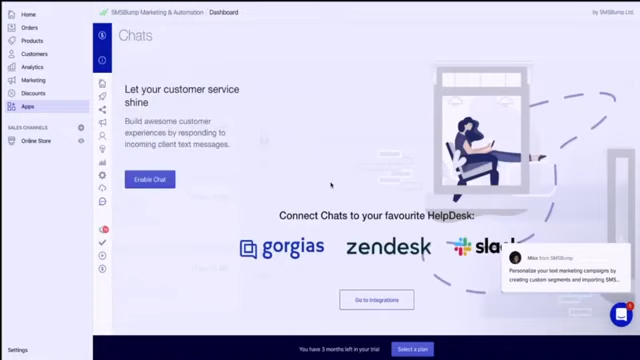 Home
Orders
Products
Customers
Analytics
Marketing
Discounts
Apps
SALES CHANNELS
Online Store
Settings
SMSBump Marketing & Automation
Dashboard
by SMSBump Ltd.
Chats
Let your customer service
shine
Build awesome customer
experiences by responding to
incoming client text messages.
Enable Chat
Connect Chats to your favourite HelpDesk:
gorgias
zendesk
slack
Go to Integrations
Mike from SMSBump
Personalize your text marketing campaigns by
creating custom segments and importing SMS...
You have 3 months left in your trial
Select a plan